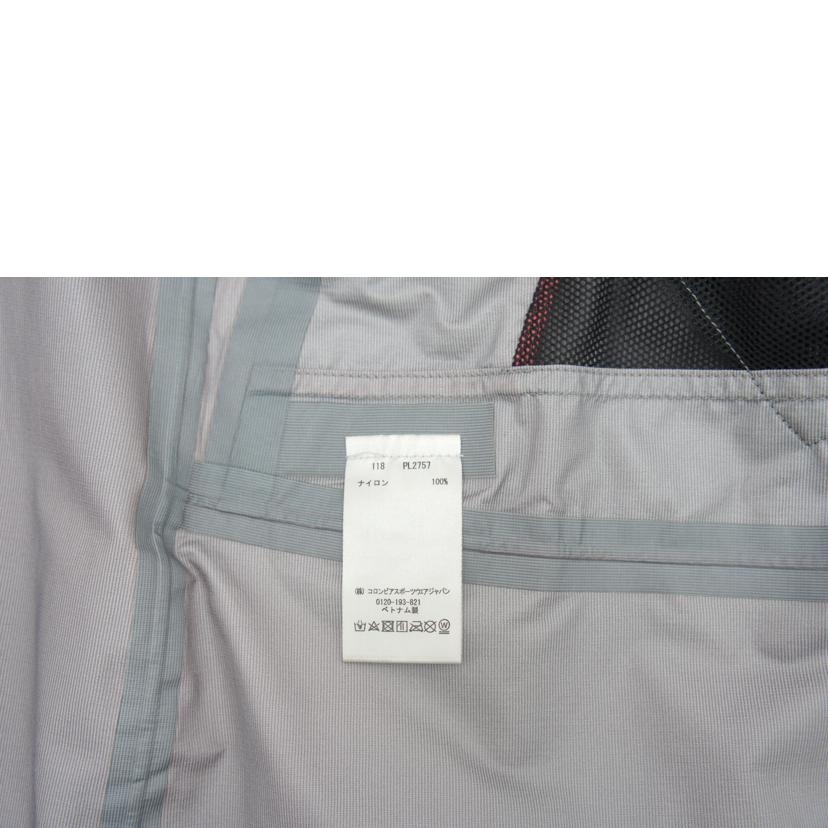 118 PL2757
ナイロン 100%
(株)コロンビアスポーツウエアジャパン
0120-193-821
ベトナム製